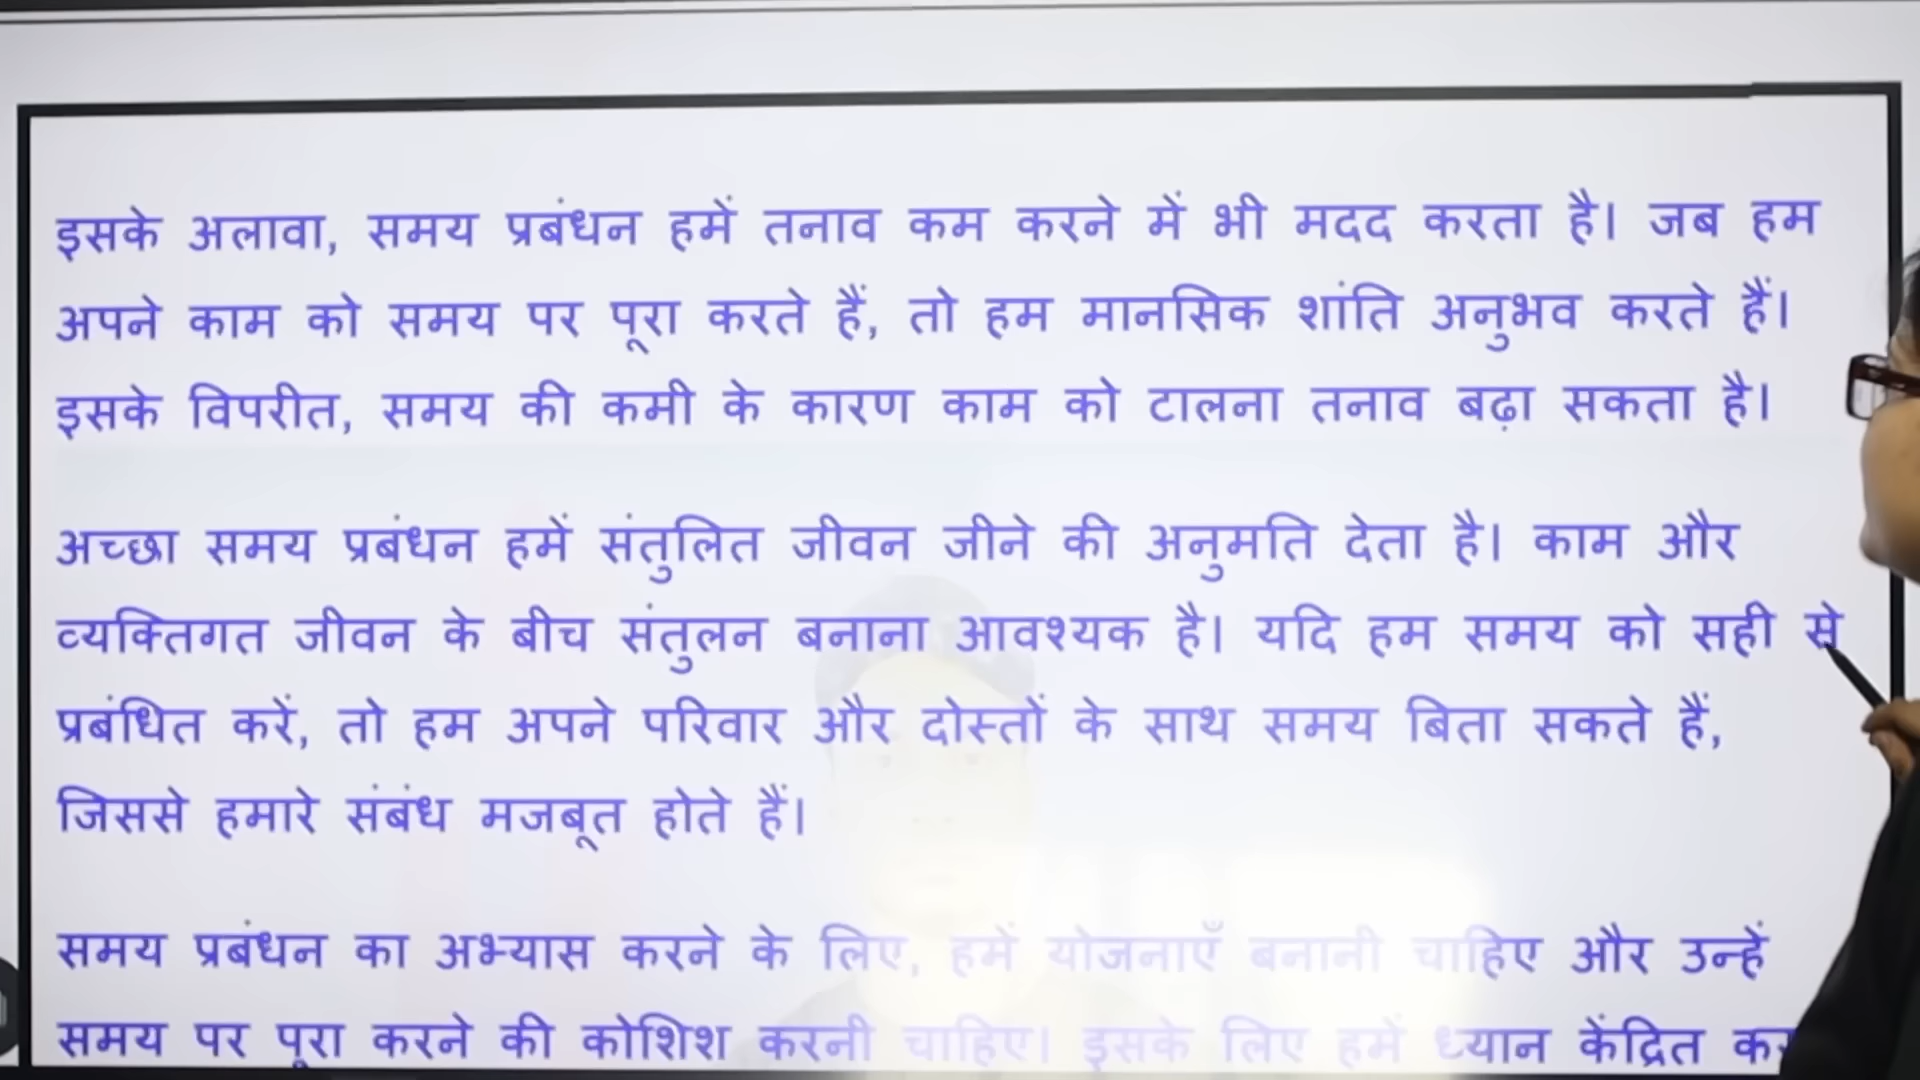 इसके अलावा, समय प्रबंधन हमें तनाव कम करने में भी मदद करता है। जब हम
अपने काम को समय पर पूरा करते हैं, तो हम मानसिक शांति अनुभव करते हैं।
इसके विपरीत, समय की कमी के कारण काम को टालना तनाव बढ़ा सकता है।
अच्छा समय प्रबंधन हमें संतुलित जीवन जीने की अनुमति देता है। काम और
व्यक्तिगत जीवन के बीच संतुलन बनाना आवश्यक है। यदि हम समय को सही से
प्रबंधित करें, तो हम अपने परिवार और दोस्तों के साथ समय बिता सकते हैं,
जिससे हमारे संबंध मजबूत होते हैं।
समय प्रबंधन का अभ्यास करने के लिए, हमें योजनाएँ बनानी चाहिए और उन्हें
समय पर पूरा करने की कोशिश करनी चाहिए। इसके लिए हमें ध्यान केंद्रित